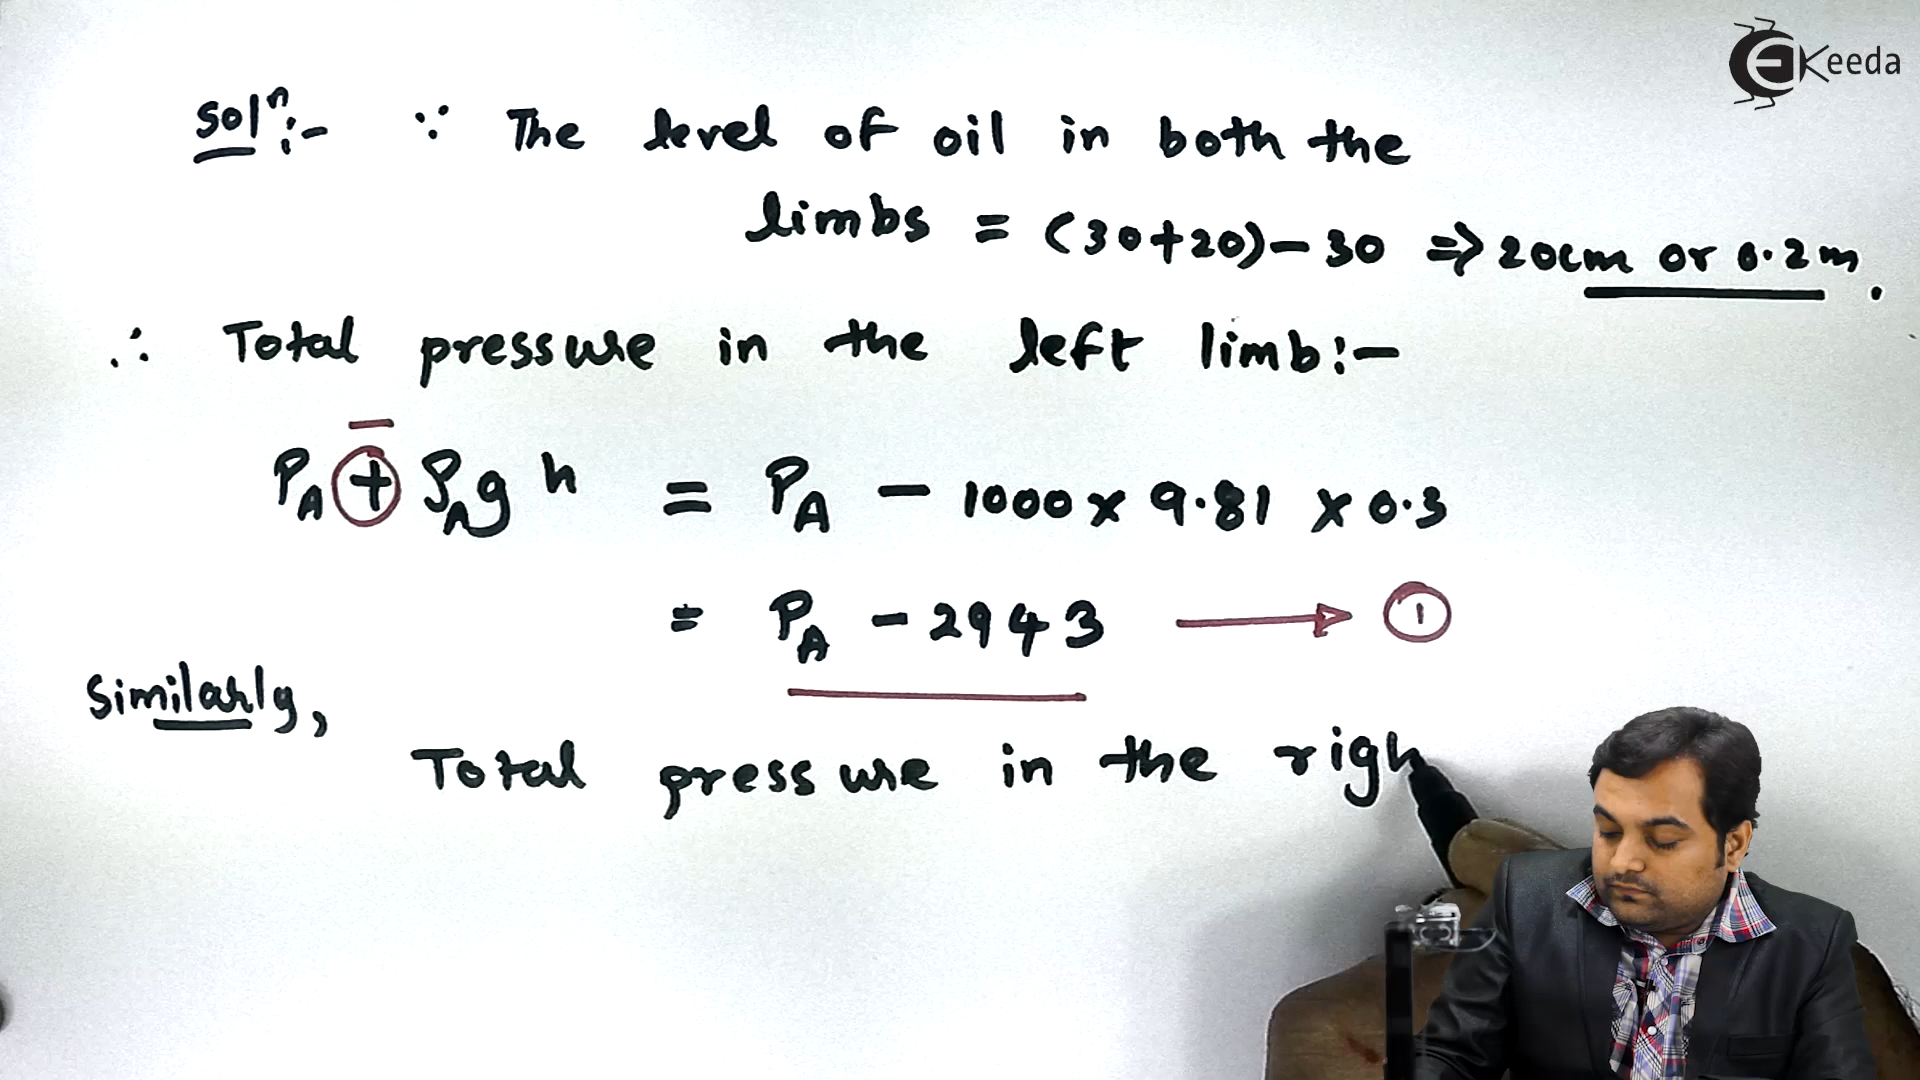 EKeeda
Solⁿ:- ∵ The level of oil in both the
limbs = (30+20)-30 ⇒ 20cm or 0.2m.
∴ Total pressure in the left limb:-
P_A + ρ_A g h = P_A - 1000 × 9.81 × 0.3
= P_A - 2943 → ①
Similarly,
Total pressure in the righ